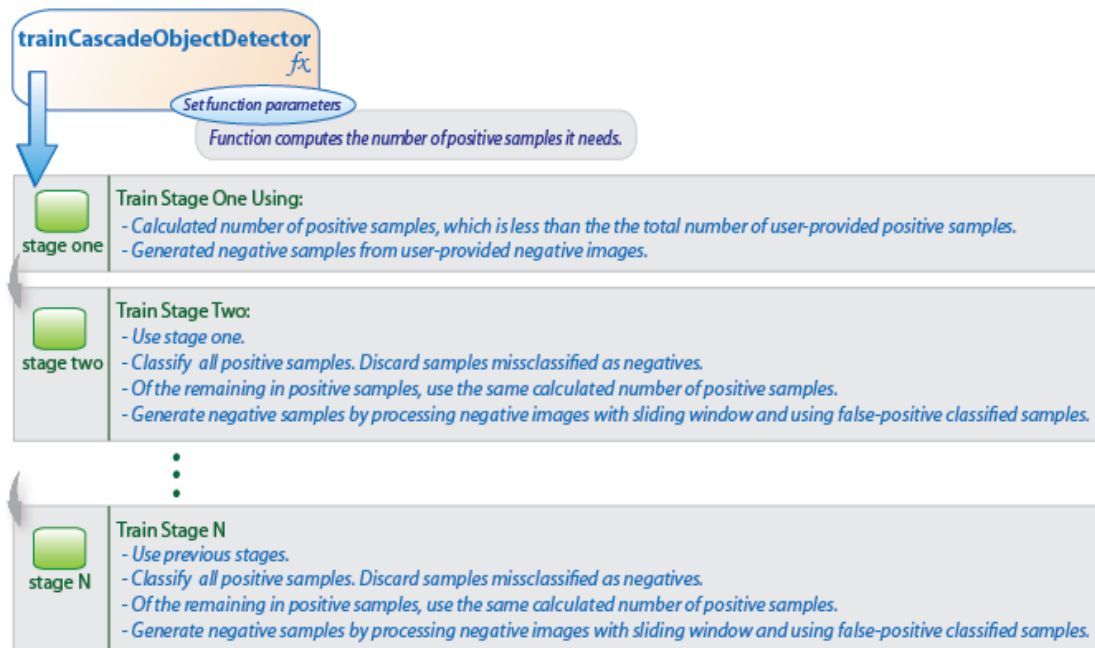 trainCascadeObjectDetector
fx
Set function parameters
Function computes the number of positive samples it needs.
stage one
Train Stage One Using:
- Calculated number of positive samples, which is less than the the total number of user-provided positive samples.
- Generated negative samples from user-provided negative images.
stage two
Train Stage Two:
- Use stage one.
- Classify all positive samples. Discard samples missclassified as negatives.
- Of the remaining in positive samples, use the same calculated number of positive samples.
- Generate negative samples by processing negative images with sliding window and using false-positive classified samples.
stage N
Train Stage N
- Use previous stages.
- Classify all positive samples. Discard samples missclassified as negatives.
- Of the remaining in positive samples, use the same calculated number of positive samples.
- Generate negative samples by processing negative images with sliding window and using false-positive classified samples.